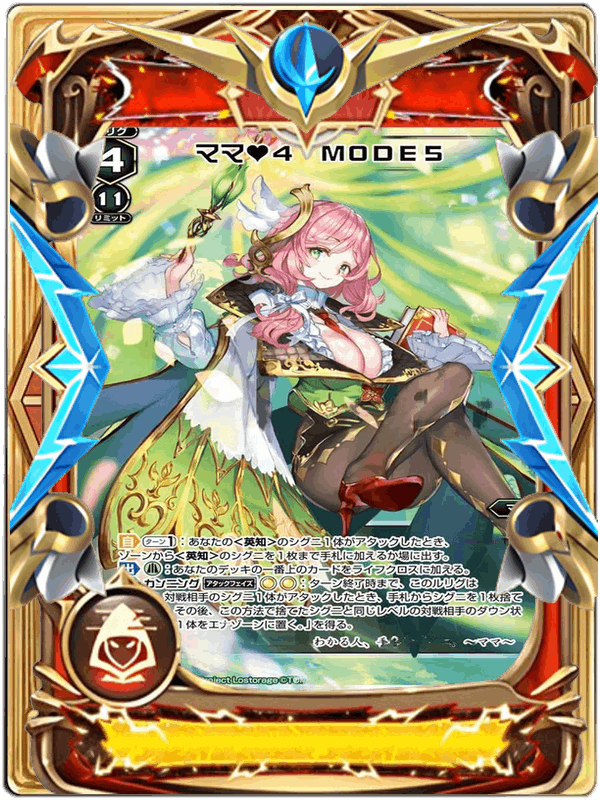 ルリグ
ママ♥4 MODE5
4
11
リミット
自 ターン1：あなたの＜英知＞のシグニ１体がアタックしたとき、
ゾーンから＜英知＞のシグニを１枚まで手札に加えるか場に出す。
出：あなたのデッキの一番上のカードをライフクロスに加える。
カンニング アタックフェイズ：ターン終了時まで、このルリグは
対戦相手のシグニ１体がアタックしたとき、手札からシグニを１枚捨て
その後、この方法で捨てたシグニと同じレベルの対戦相手のダウン状
１体をエナゾーンに置く。」を得る。
わかる人、 〜ママ〜
lect Lostorage ©T